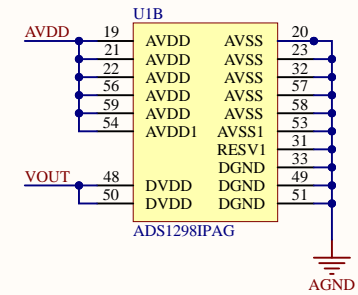 U1B
AVDD 19 AVDD AVSS 20
21 AVDD AVSS 23
22 AVDD AVSS 32
56 AVDD AVSS 57
59 AVDD AVSS 58
54 AVDD1 AVSS1 53
RESV1 31
DGND 33
VOUT 48 DVDD DGND 49
50 DVDD DGND 51
ADS1298IPAG
AGND